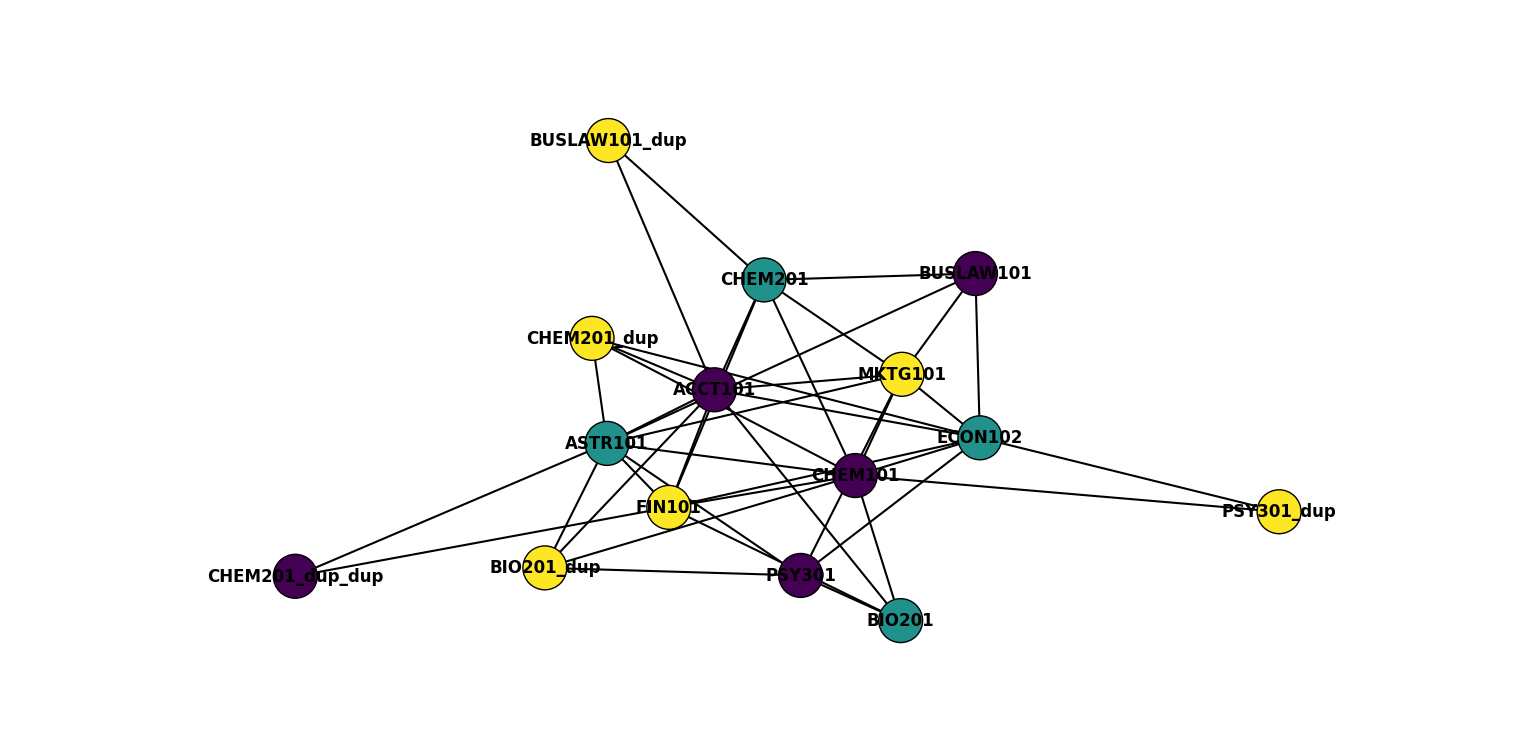 BUSLAW101_dup
CHEM201
BUSLAW101
CHEM201_dup
MKTG101
ACCT101
ECON102
ASTR101
CHEM101
FIN101
PSY301_dup
BIO201_dup
PSY301
CHEM201_dup_dup
BIO201